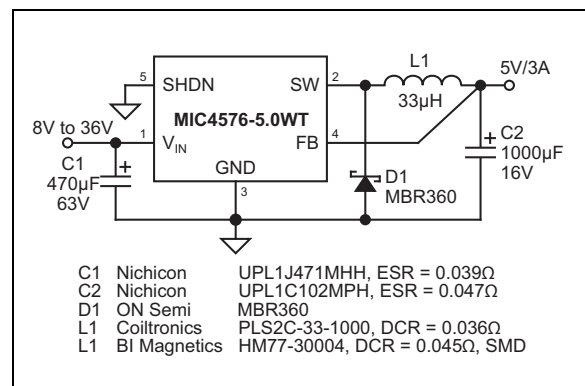 L1
5V/3A
5
SHDN
SW
2
33µH
MIC4576-5.0WT
8V to 36V
1
VIN
FB
4
C2
1000µF
16V
C1
470µF
63V
GND
3
D1
MBR360
C1 Nichicon UPL1J471MHH, ESR = 0.039Ω
C2 Nichicon UPL1C102MPH, ESR = 0.047Ω
D1 ON Semi MBR360
L1 Coiltronics PLS2C-33-1000, DCR = 0.036Ω
L1 BI Magnetics HM77-30004, DCR = 0.045Ω, SMD